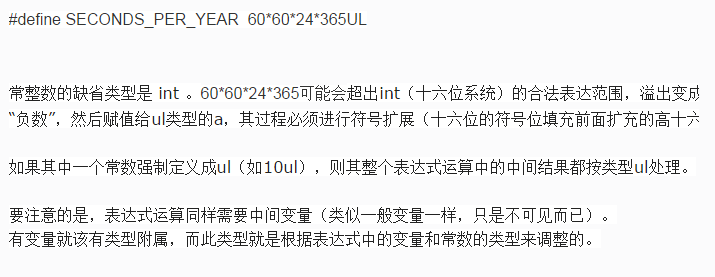 #define SECONDS_PER_YEAR 60*60*24*365UL
常整数的缺省类型是 int 。60*60*24*365可能会超出int（十六位系统）的合法表达范围，溢出变成
“负数”，然后赋值给ul类型的a，其过程必须进行符号扩展（十六位的符号位填充前面扩充的高十六
如果其中一个常数强制定义成ul（如10ul），则其整个表达式运算中的中间结果都按类型ul处理。
要注意的是，表达式运算同样需要中间变量（类似一般变量一样，只是不可见而已）。
有变量就该有类型附属，而此类型就是根据表达式中的变量和常数的类型来调整的。